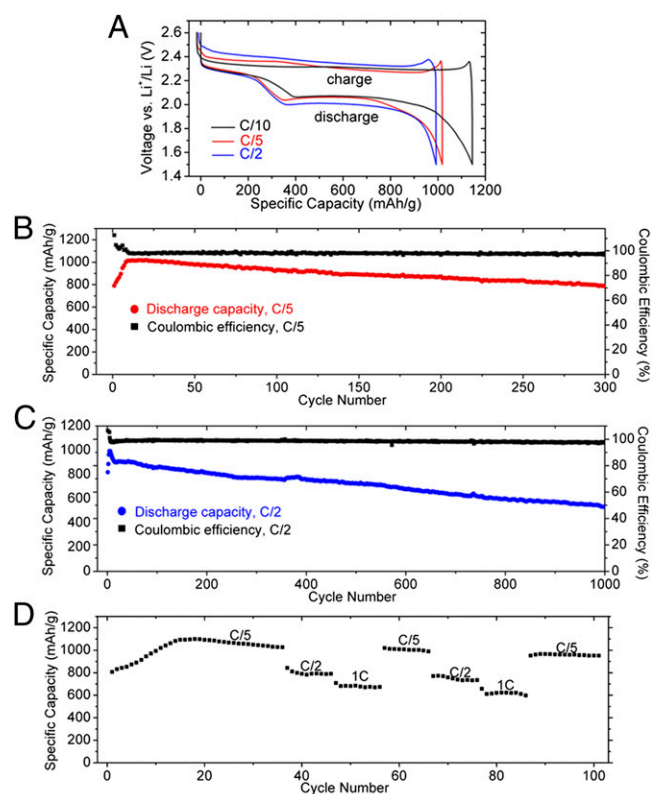 A
Voltage vs. Li⁺/Li (V)
2.6
2.4
2.2
2.0
1.8
1.6
1.4
charge
discharge
C/10
C/5
C/2
0 200 400 600 800 1000 1200
Specific Capacity (mAh/g)
B
Specific Capacity (mAh/g)
1200
1000
800
600
400
200
0
Discharge capacity, C/5
Coulombic efficiency, C/5
100
80
60
40
20
0
Coulombic Efficiency (%)
0 50 100 150 200 250 300
Cycle Number
C
Specific Capacity (mAh/g)
1200
1000
800
600
400
200
0
Discharge capacity, C/2
Coulombic efficiency, C/2
100
80
60
40
20
0
Coulombic Efficiency (%)
0 200 400 600 800 1000
Cycle Number
D
Specific Capacity (mAh/g)
1200
1000
800
600
400
200
0
C/5
C/2
1C
C/5
C/2
1C
C/5
0 20 40 60 80 100
Cycle Number